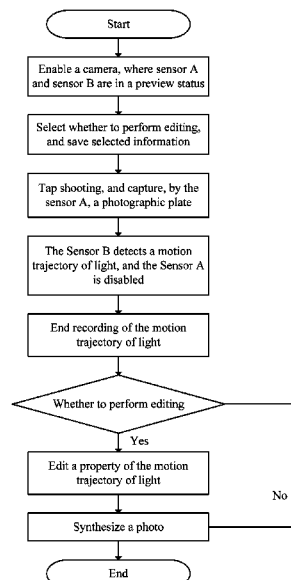 Start
Enable a camera, where sensor A
and sensor B are in a preview status
Select whether to perform editing,
and save selected information
Tap shooting, and capture, by the
sensor A, a photographic plate
The Sensor B detects a motion
trajectory of light, and the Sensor A
is disabled
End recording of the motion
trajectory of light
Whether to perform editing
Yes
Edit a property of the motion
trajectory of light
No
Synthesize a photo
End